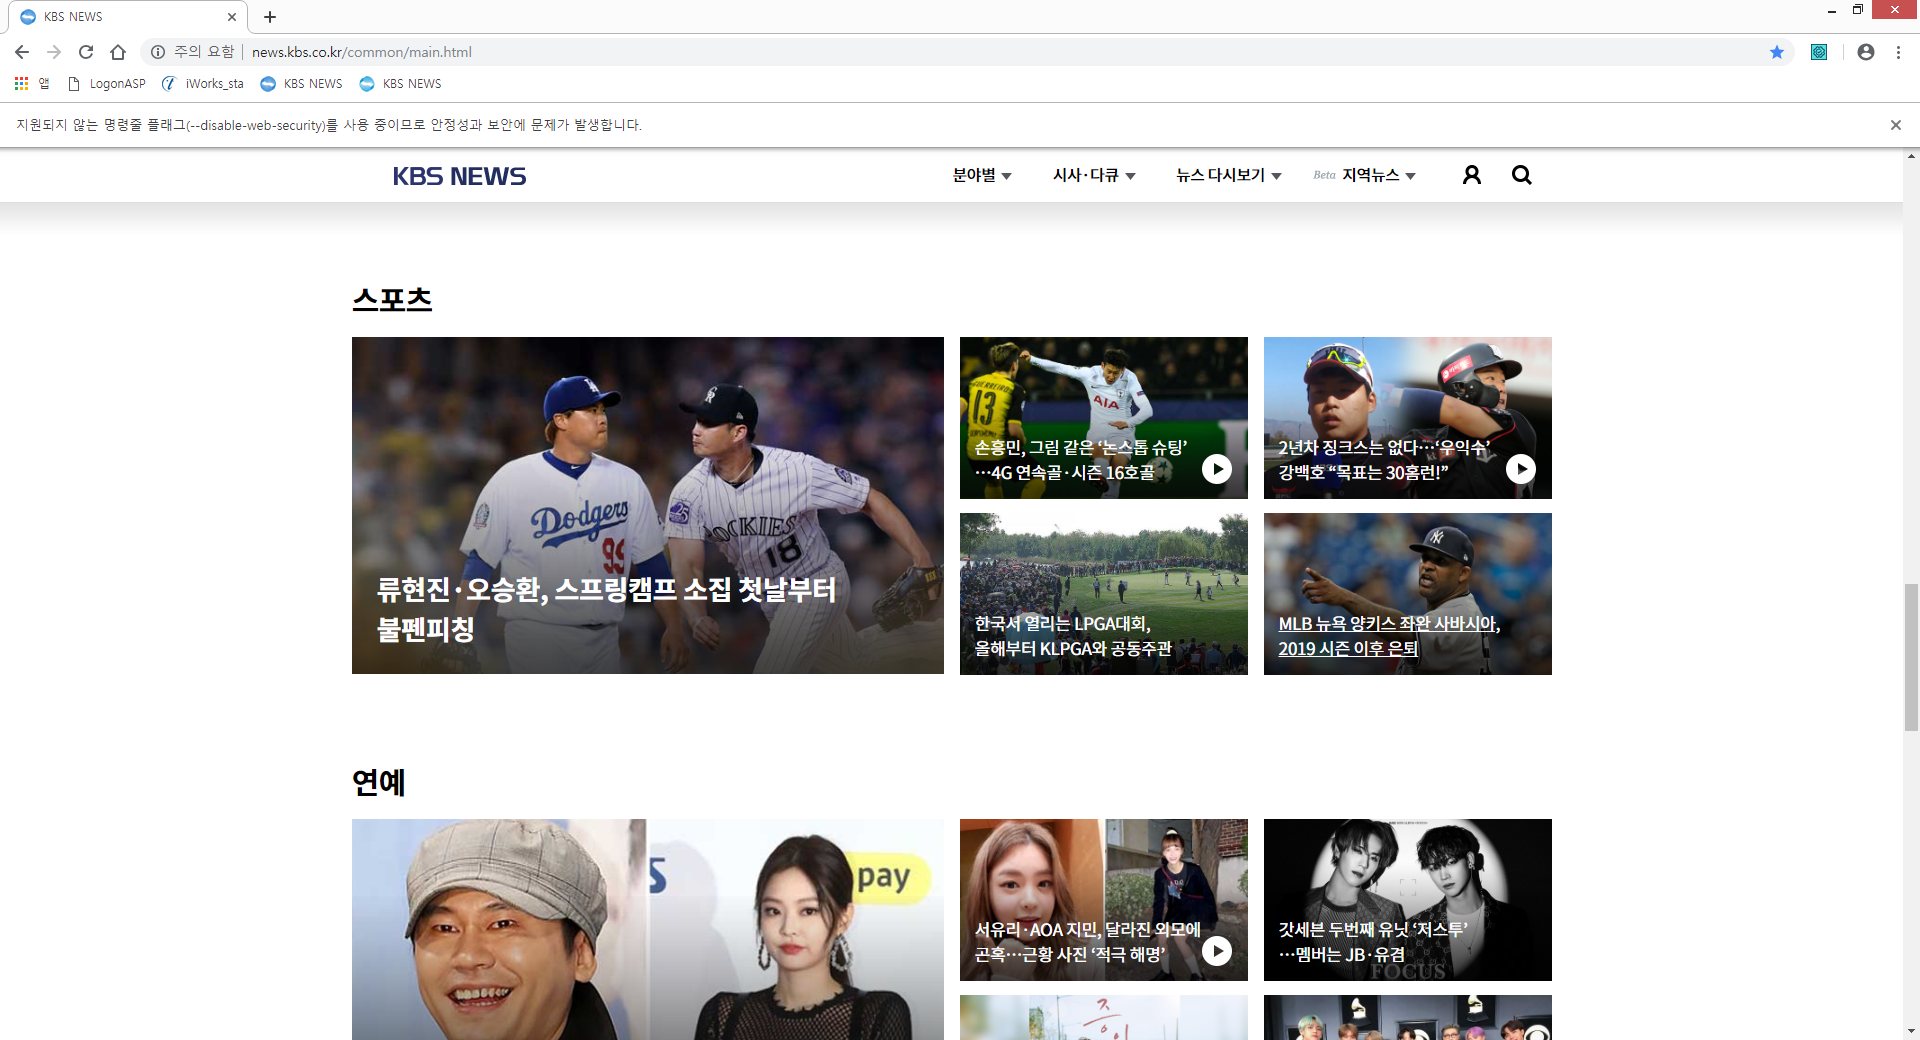 KBS NEWS
주의 요함
news.kbs.co.kr/common/main.html
앱
LogonASP
iWorks_sta
KBS NEWS
KBS NEWS
지원되지 않는 명령줄 플래그(--disable-web-security)를 사용 중이므로 안정성과 보안에 문제가 발생합니다.
KBS NEWS
분야별
시사·다큐
뉴스 다시보기
Beta 지역뉴스
스포츠
Dodgers
99
ROCKIES
18
류현진·오승환, 스프링캠프 소집 첫날부터
불펜피칭
GUERREIRO
13
AIA
손흥민, 그림 같은 ‘논스톱 슈팅’
…4G 연속골·시즌 16호골
2년차 징크스는 없다…‘우익수’
강백호 “목표는 30홈런!”
한국서 열리는 LPGA대회,
올해부터 KLPGA와 공동주관
MLB 뉴욕 양키스 좌완 사바시아,
2019 시즌 이후 은퇴
연예
pay
서유리·AOA 지민, 달라진 외모에
곤혹…근황 사진 ‘적극 해명’
갓세븐 두번째 유닛 ‘저스투’
…멤버는 JB·유겸
FOCUS